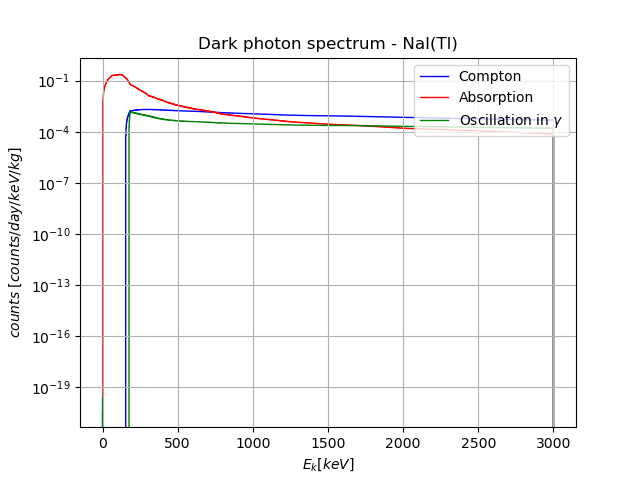 Dark photon spectrum - NaI(Tl)
Compton
Absorption
Oscillation in γ
10⁻¹
10⁻⁴
10⁻⁷
10⁻¹⁰
10⁻¹³
10⁻¹⁶
10⁻¹⁹
counts [counts/day/keV/kg]
0 500 1000 1500 2000 2500 3000
Eₖ[keV]